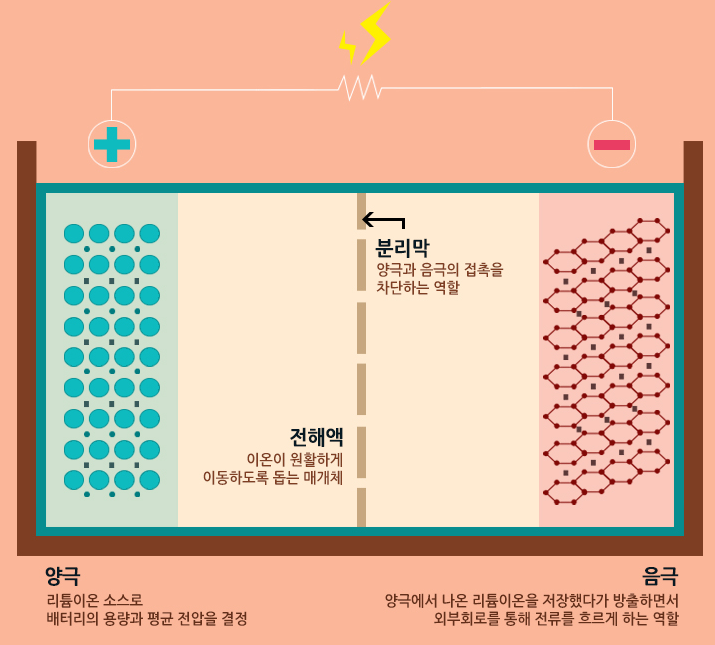 분리막
양극과 음극의 접촉을
차단하는 역할
전해액
이온이 원활하게
이동하도록 돕는 매개체
양극
리튬이온 소스로
배터리의 용량과 평균 전압을 결정
음극
양극에서 나온 리튬이온을 저장했다가 방출하면서
외부회로를 통해 전류를 흐르게 하는 역할